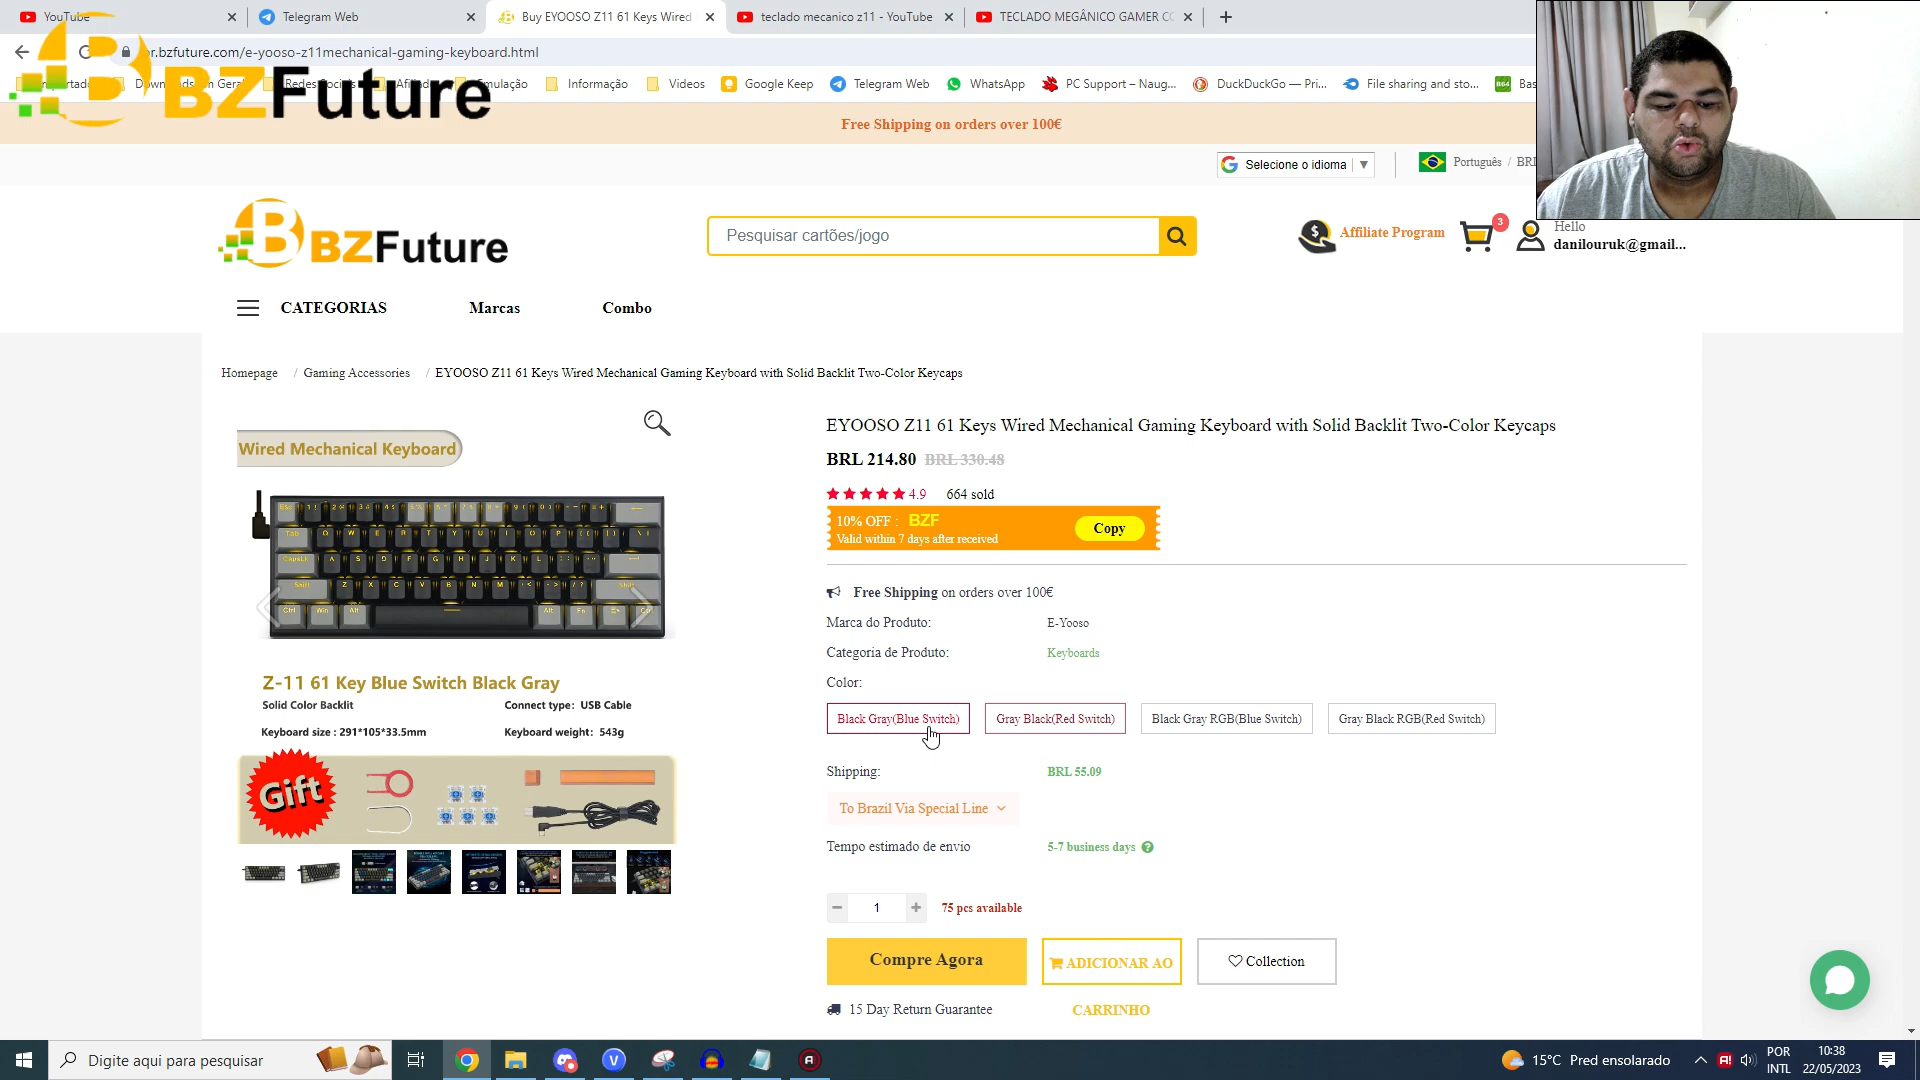 YouTube
Telegram Web
Buy EYOOSO Z11 61 Keys Wired
teclado mecanico z11 - YouTube
TECLADO MEGÂNICO GAMER CO
r.bzfuture.com/e-yooso-z11mechanical-gaming-keyboard.html
Informação
Videos
Google Keep
Telegram Web
WhatsApp
PC Support – Naug...
DuckDuckGo — Pri...
File sharing and sto...
Bas
BZFuture
Free Shipping on orders over 100€
Selecione o idioma
Português / BRL
BZFuture
Pesquisar cartões/jogo
Affiliate Program
3
Hello
danilouruk@gmail...
CATEGORIAS
Marcas
Combo
Homepage / Gaming Accessories / EYOOSO Z11 61 Keys Wired Mechanical Gaming Keyboard with Solid Backlit Two-Color Keycaps
Wired Mechanical Keyboard
Z-11 61 Key Blue Switch Black Gray
Solid Color Backlit
Connect type: USB Cable
Keyboard size : 291*105*33.5mm
Keyboard weight: 543g
Gift
EYOOSO Z11 61 Keys Wired Mechanical Gaming Keyboard with Solid Backlit Two-Color Keycaps
BRL 214.80 BRL 330.48
4.9 664 sold
10% OFF : BZF
Valid within 7 days after received
Copy
Free Shipping on orders over 100€
Marca do Produto: E-Yooso
Categoria de Produto: Keyboards
Color:
Black Gray(Blue Switch)
Gray Black(Red Switch)
Black Gray RGB(Blue Switch)
Gray Black RGB(Red Switch)
Shipping: BRL 55.09
To Brazil Via Special Line
Tempo estimado de envio 5-7 business days
1
75 pcs available
Compre Agora
ADICIONAR AO
CARRINHO
Collection
15 Day Return Guarantee
Digite aqui para pesquisar
15°C Pred ensolarado
POR
INTL
10:38
22/05/2023